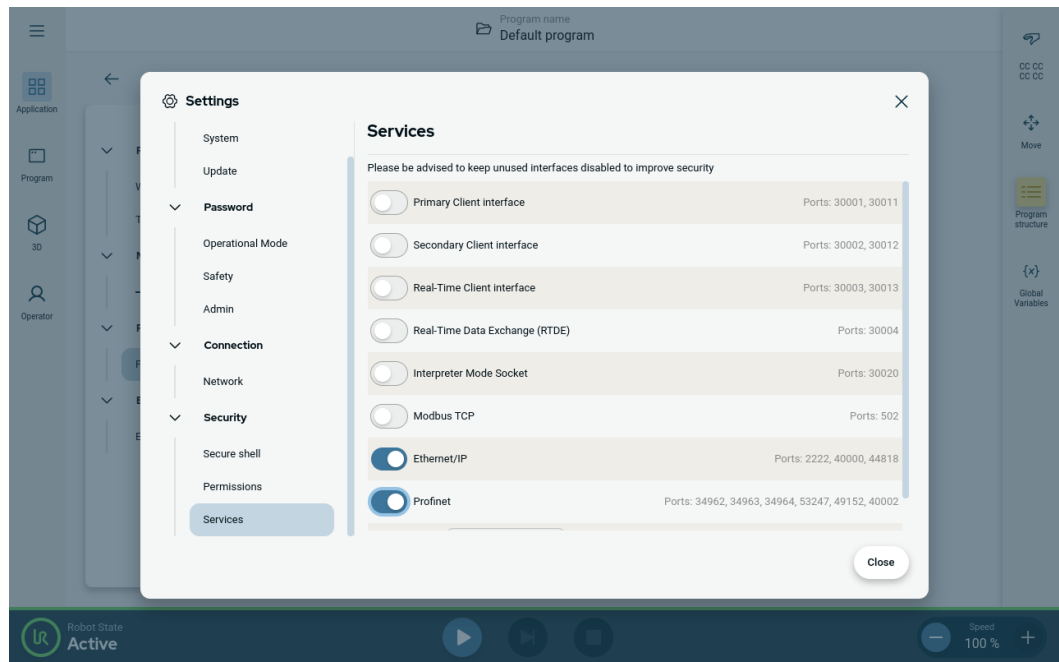 Program name
Default program
Application
Program
3D
Operator
Settings
System
Update
Password
Operational Mode
Safety
Admin
Connection
Network
Security
Secure shell
Permissions
Services
Services
Please be advised to keep unused interfaces disabled to improve security
Primary Client interface Ports: 30001, 30011
Secondary Client interface Ports: 30002, 30012
Real-Time Client interface Ports: 30003, 30013
Real-Time Data Exchange (RTDE) Ports: 30004
Interpreter Mode Socket Ports: 30020
Modbus TCP Ports: 502
Ethernet/IP Ports: 2222, 40000, 44818
Profinet Ports: 34962, 34963, 34964, 53247, 49152, 40002
Close
CC CC
CC CC
Move
Program
structure
{x}
Global
Variables
Robot State
Active
Speed
100 %